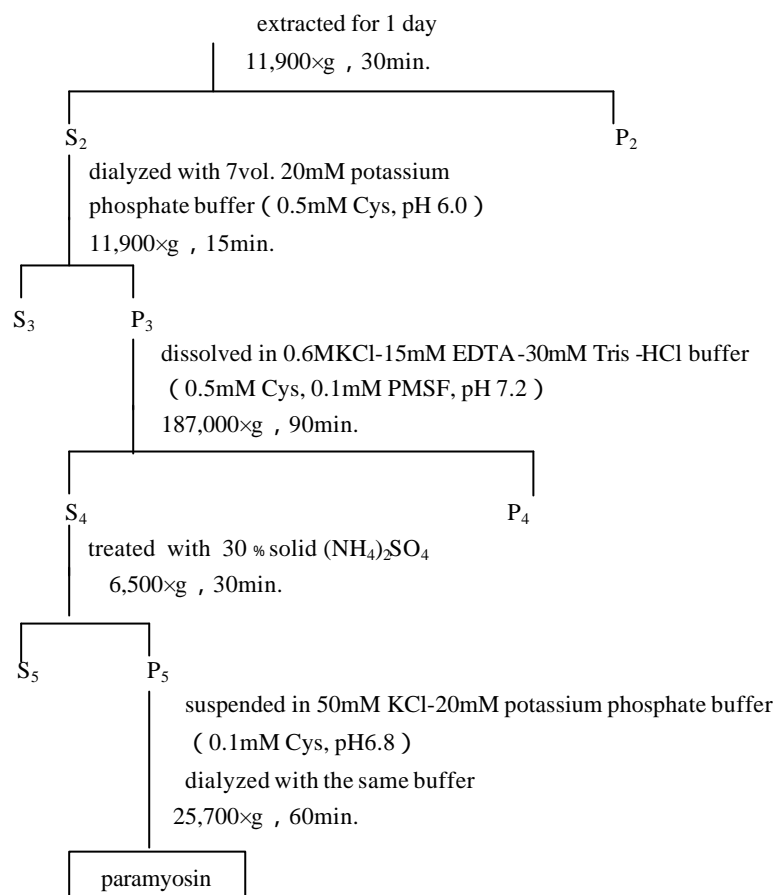 extracted for 1 day
11,900×g , 30min.
S₂ P₂
dialyzed with 7vol. 20mM potassium
phosphate buffer ( 0.5mM Cys, pH 6.0 )
11,900×g , 15min.
S₃ P₃
dissolved in 0.6MKCl-15mM EDTA-30mM Tris -HCl buffer
( 0.5mM Cys, 0.1mM PMSF, pH 7.2 )
187,000×g , 90min.
S₄ P₄
treated with 30 % solid (NH₄)₂SO₄
6,500×g , 30min.
S₅ P₅
suspended in 50mM KCl-20mM potassium phosphate buffer
( 0.1mM Cys, pH6.8 )
dialyzed with the same buffer
25,700×g , 60min.
paramyosin